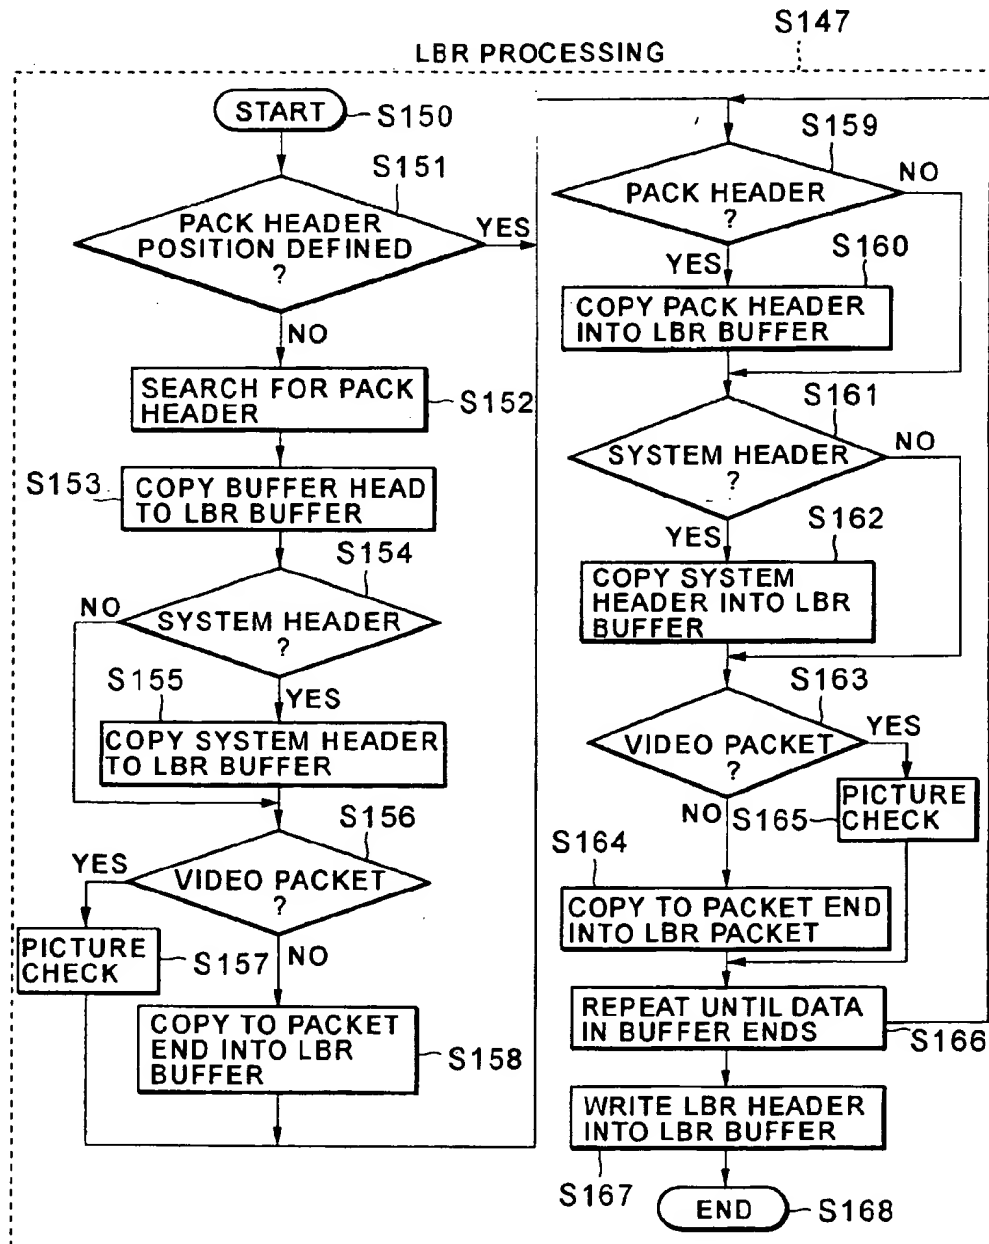 S147
LBR PROCESSING
START
S150
S151
PACK HEADER
POSITION DEFINED
?
YES
NO
SEARCH FOR PACK
HEADER
S152
S153
COPY BUFFER HEAD
TO LBR BUFFER
S154
NO
SYSTEM HEADER
?
S155
YES
COPY SYSTEM HEADER
TO LBR BUFFER
S156
YES
VIDEO PACKET
?
PICTURE
CHECK
S157
NO
COPY TO PACKET
END INTO LBR
BUFFER
S158
S159
NO
PACK HEADER
?
S160
YES
COPY PACK HEADER
INTO LBR BUFFER
S161
NO
SYSTEM HEADER
?
S162
YES
COPY SYSTEM
HEADER INTO LBR
BUFFER
S163
YES
VIDEO PACKET
?
NO
S165
PICTURE
CHECK
S164
COPY TO PACKET END
INTO LBR PACKET
REPEAT UNTIL DATA
IN BUFFER ENDS
S166
WRITE LBR HEADER
INTO LBR BUFFER
S167
END
S168